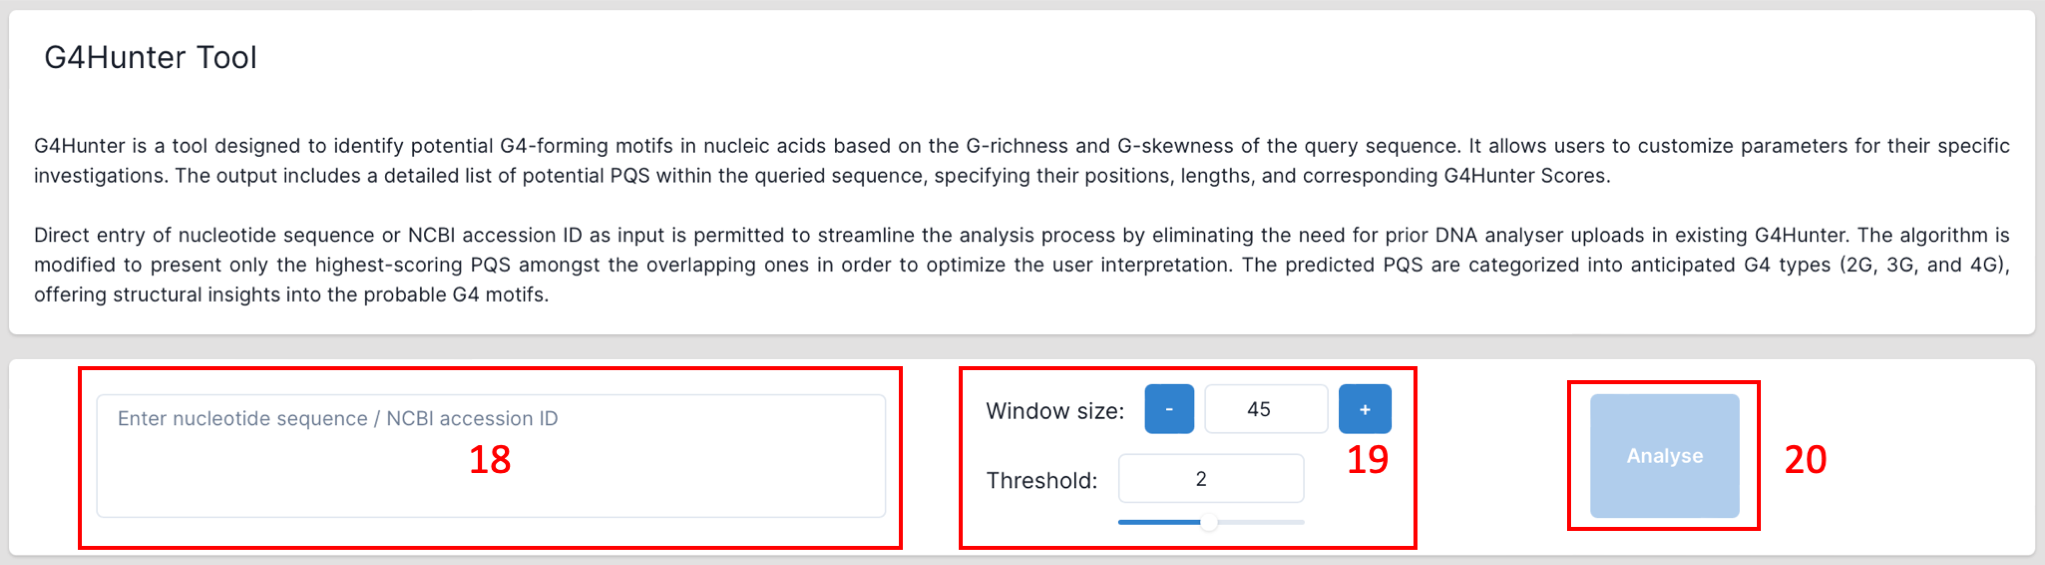 G4Hunter Tool
G4Hunter is a tool designed to identify potential G4-forming motifs in nucleic acids based on the G-richness and G-skewness of the query sequence. It allows users to customize parameters for their specific
investigations. The output includes a detailed list of potential PQS within the queried sequence, specifying their positions, lengths, and corresponding G4Hunter Scores.
Direct entry of nucleotide sequence or NCBI accession ID as input is permitted to streamline the analysis process by eliminating the need for prior DNA analyser uploads in existing G4Hunter. The algorithm is
modified to present only the highest-scoring PQS amongst the overlapping ones in order to optimize the user interpretation. The predicted PQS are categorized into anticipated G4 types (2G, 3G, and 4G),
offering structural insights into the probable G4 motifs.
Enter nucleotide sequence / NCBI accession ID
18
Window size: - 45 +
Threshold: 2
19
Analyse
20